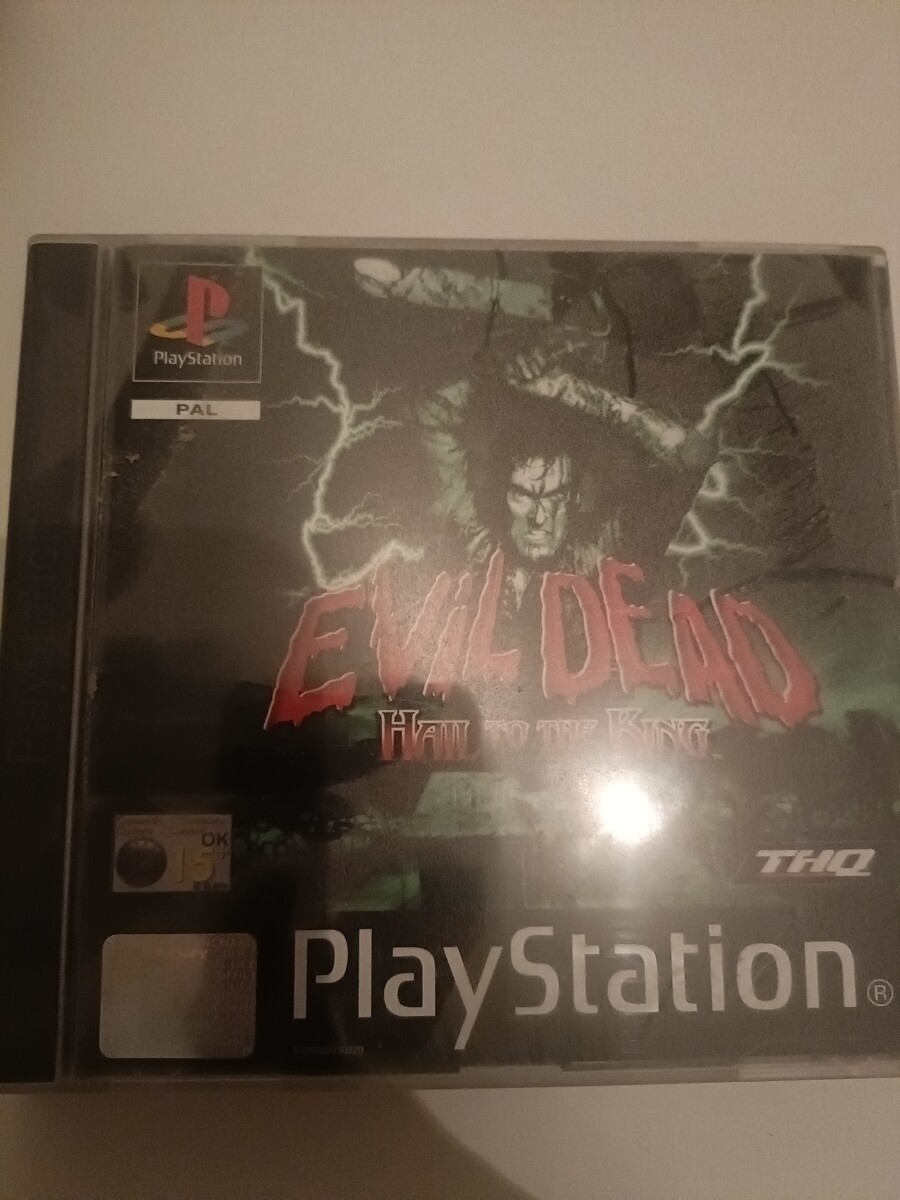 PlayStation
PAL
EVIL DEAD
HAIL TO THE KING
OK
15
THQ
PlayStation®